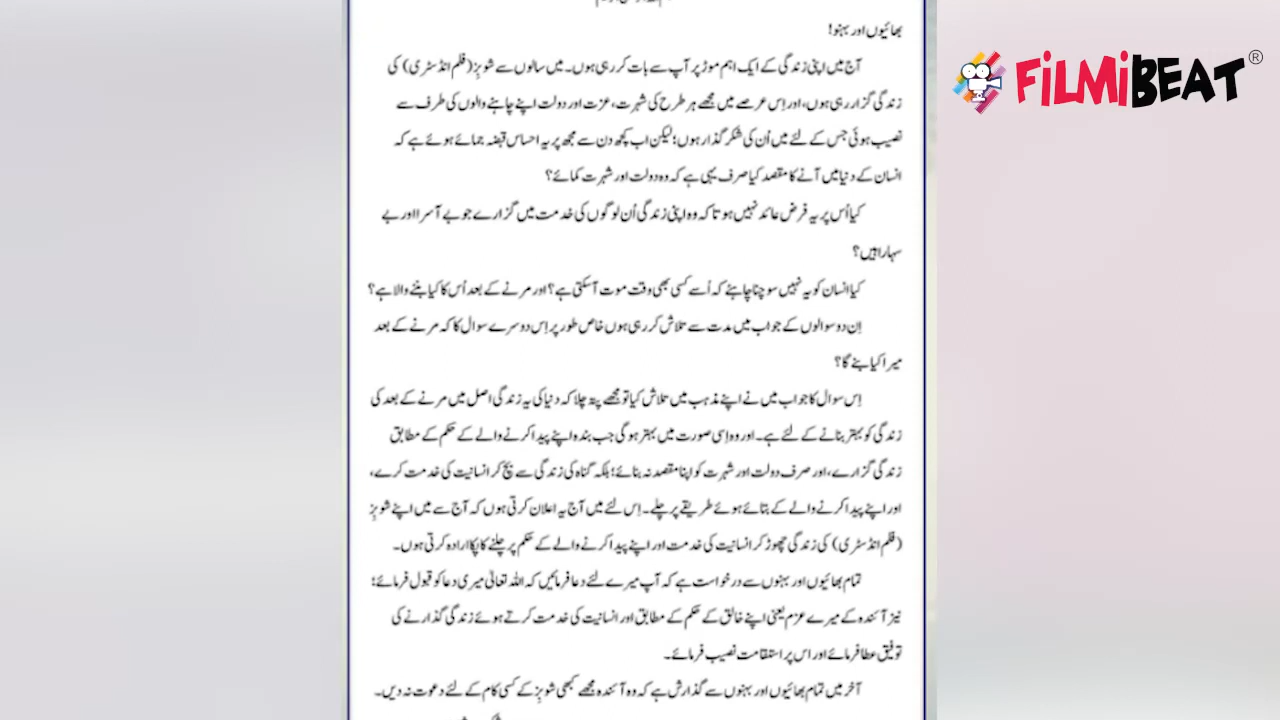 بھائیوں اور بہنو!
آج میں اپنی زندگی کے ایک اہم موڑ پر آپ سے بات کر رہی ہوں۔ میں سالوں سے شوبِز (فلم انڈسٹری) کی
زندگی گزار رہی ہوں، اور اِس عرصے میں مجھے ہر طرح کی شہرت، عزت اور دولت اپنے چاہنے والوں کی طرف سے
نصیب ہوئی جس کے لئے میں اُن کی شکر گذار ہوں؛ لیکن اب کچھ دن سے مجھ پر یہ احساس قبضہ جمائے ہوئے ہے کہ
انسان کے دنیا میں آنے کا مقصد کیا صرف یہی ہے کہ وہ دولت اور شہرت کمائے؟
کیا اُس پر یہ فرض عائد نہیں ہوتا کہ وہ اپنی زندگی اُن لوگوں کی خدمت میں گزارے جو بے آسرا اور بے
سہارا ہیں؟
کیا انسان کو یہ نہیں سوچنا چاہئے کہ اُسے کسی بھی وقت موت آسکتی ہے؟ اور مرنے کے بعد اُس کا کیا بننے والا ہے؟
اِن دو سوالوں کے جواب میں مدت سے تلاش کر رہی ہوں خاص طور پر اِس دوسرے سوال کا کہ مرنے کے بعد
میرا کیا بنے گا؟
اِس سوال کا جواب میں نے اپنے مذہب میں تلاش کیا تو مجھے پتہ چلا کہ دنیا کی یہ زندگی اصل میں مرنے کے بعد کی
زندگی کو بہتر بنانے کے لئے ہے۔ اور وہ اِسی صورت میں بہتر ہوگی جب بندہ اپنے پیدا کرنے والے کے حکم کے مطابق
زندگی گزارے، اور صرف دولت اور شہرت کو اپنا مقصد نہ بنائے؛ بلکہ گناہ کی زندگی سے بچ کر انسانیت کی خدمت کرے،
اور اپنے پیدا کرنے والے کے بتائے ہوئے طریقے پر چلے۔ اِس لئے میں آج یہ اعلان کرتی ہوں کہ آج سے میں اپنے شوبِز
(فلم انڈسٹری) کی زندگی چھوڑ کر انسانیت کی خدمت اور اپنے پیدا کرنے والے کے حکم پر چلنے کا پکا ارادہ کرتی ہوں۔
تمام بھائیوں اور بہنوں سے درخواست ہے کہ آپ میرے لئے دعا فرمائیں کہ اللہ تعالیٰ میری دعا کو قبول فرمائے؛
نیز آئندہ کے میرے عزم یعنی اپنے خالق کے حکم کے مطابق اور انسانیت کی خدمت کرتے ہوئے زندگی گذارنے کی
توفیق عطا فرمائے اور اس پر استقامت نصیب فرمائے۔
آخر میں تمام بھائیوں اور بہنوں سے گذارش ہے کہ وہ آئندہ مجھے کبھی شوبِز کے کسی کام کے لئے دعوت نہ دیں۔
FiLMiBEAT®